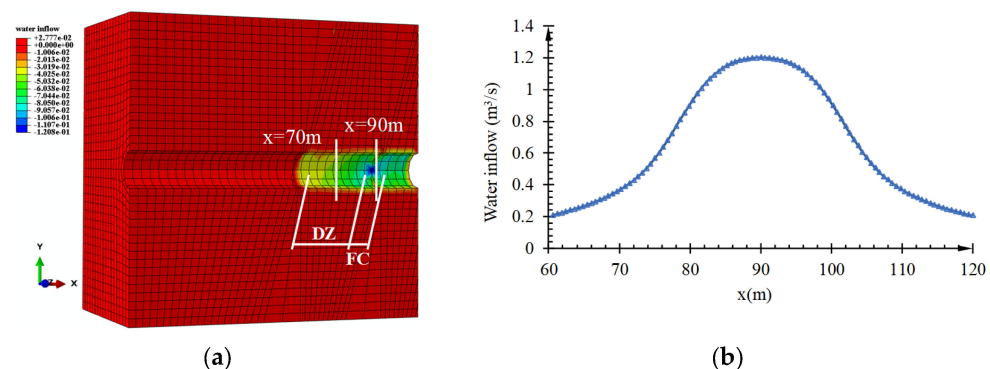 water inflow
+2.777e-02
+0.000e+00
-1.006e-02
-2.013e-02
-3.019e-02
-4.025e-02
-5.032e-02
-6.038e-02
-7.044e-02
-8.050e-02
-9.057e-02
-1.006e-01
-1.107e-01
-1.208e-01
x=90m
x=70m
DZ
FC
Y
Z
X
(a)
1.4
1.2
1
0.8
0.6
0.4
0.2
0
Water inflow (m³/s)
60 70 80 90 100 110 120
x(m)
(b)